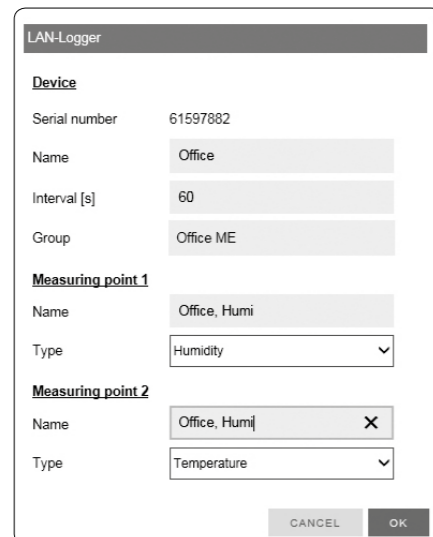 LAN-Logger
Device
Serial number 61597882
Name Office
Interval [s] 60
Group Office ME
Measuring point 1
Name Office, Humi
Type Humidity
Measuring point 2
Name Office, Humi
Type Temperature
CANCEL OK